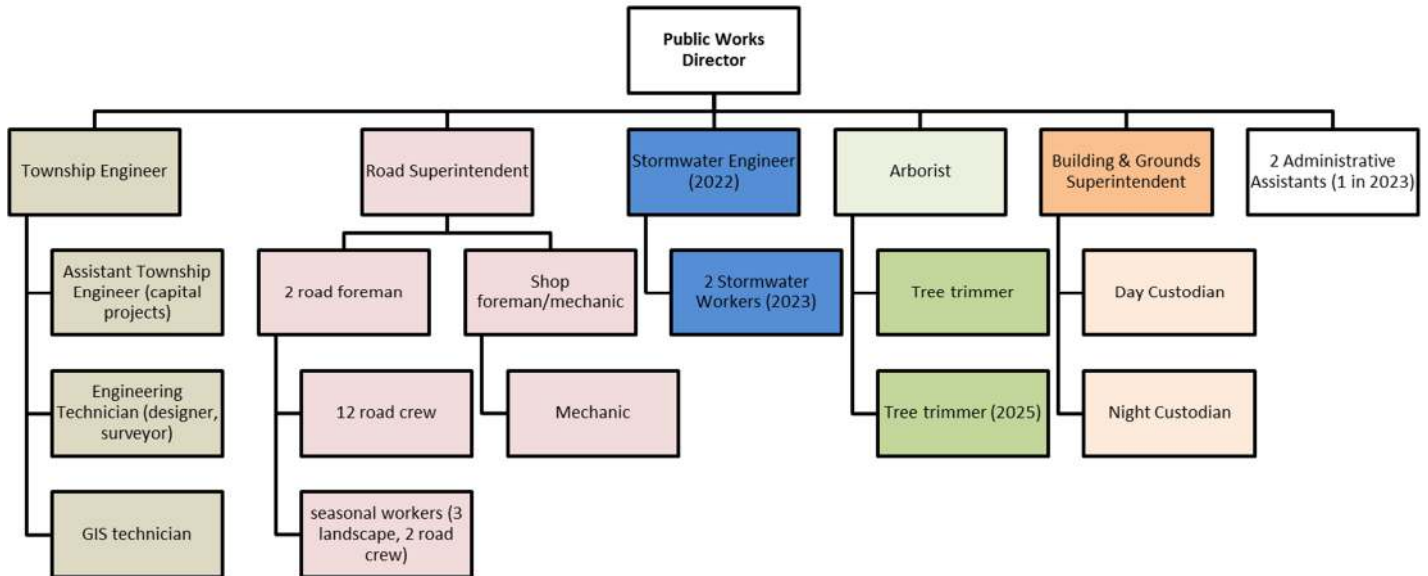 Public Works
Director
Township Engineer
Road Superintendent
Stormwater Engineer
(2022)
Arborist
Building & Grounds
Superintendent
2 Administrative
Assistants (1 in 2023)
Assistant Township
Engineer (capital
projects)
2 road foreman
Shop
foreman/mechanic
2 Stormwater
Workers (2023)
Tree trimmer
Day Custodian
Engineering
Technician (designer,
surveyor)
12 road crew
Mechanic
Tree trimmer (2025)
Night Custodian
GIS technician
seasonal workers (3
landscape, 2 road
crew)